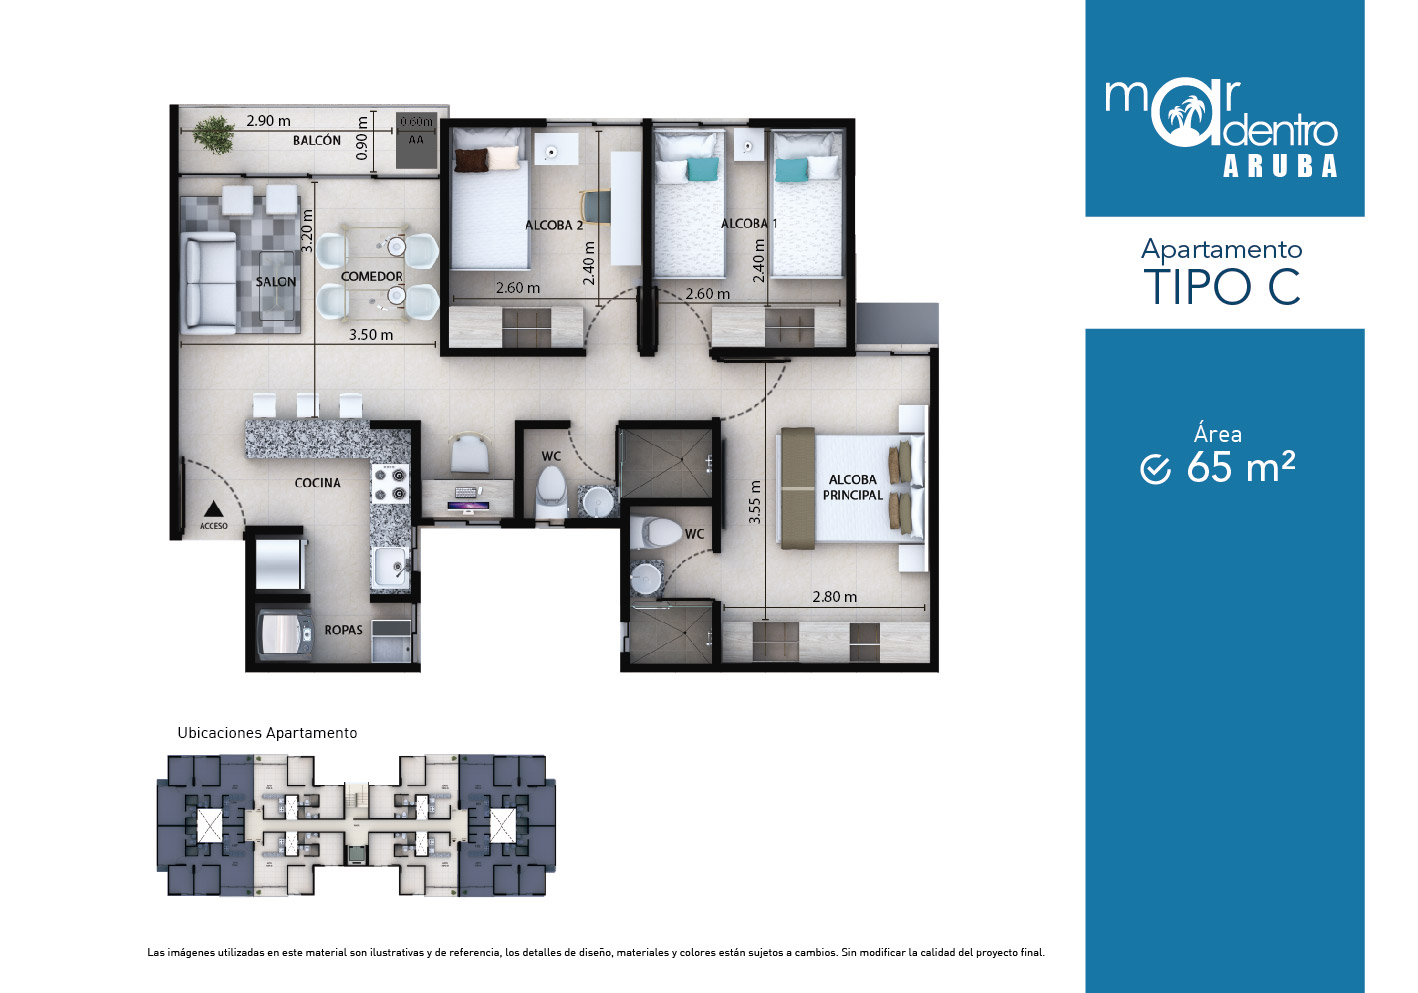 mar
adentro
ARUBA
Apartamento
TIPO C
Área
65 m²
2.90 m
BALCÓN
0.90 m
0.60m
AA
3.20 m
SALON
COMEDOR
3.50 m
ALCOBA 2
2.40 m
2.60 m
ALCOBA 1
2.40 m
2.60 m
COCINA
ACCESO
ROPAS
WC
WC
3.55 m
ALCOBA
PRINCIPAL
2.80 m
Ubicaciones Apartamento
Las imágenes utilizadas en este material son ilustrativas y de referencia, los detalles de diseño, materiales y colores están sujetos a cambios. Sin modificar la calidad del proyecto final.